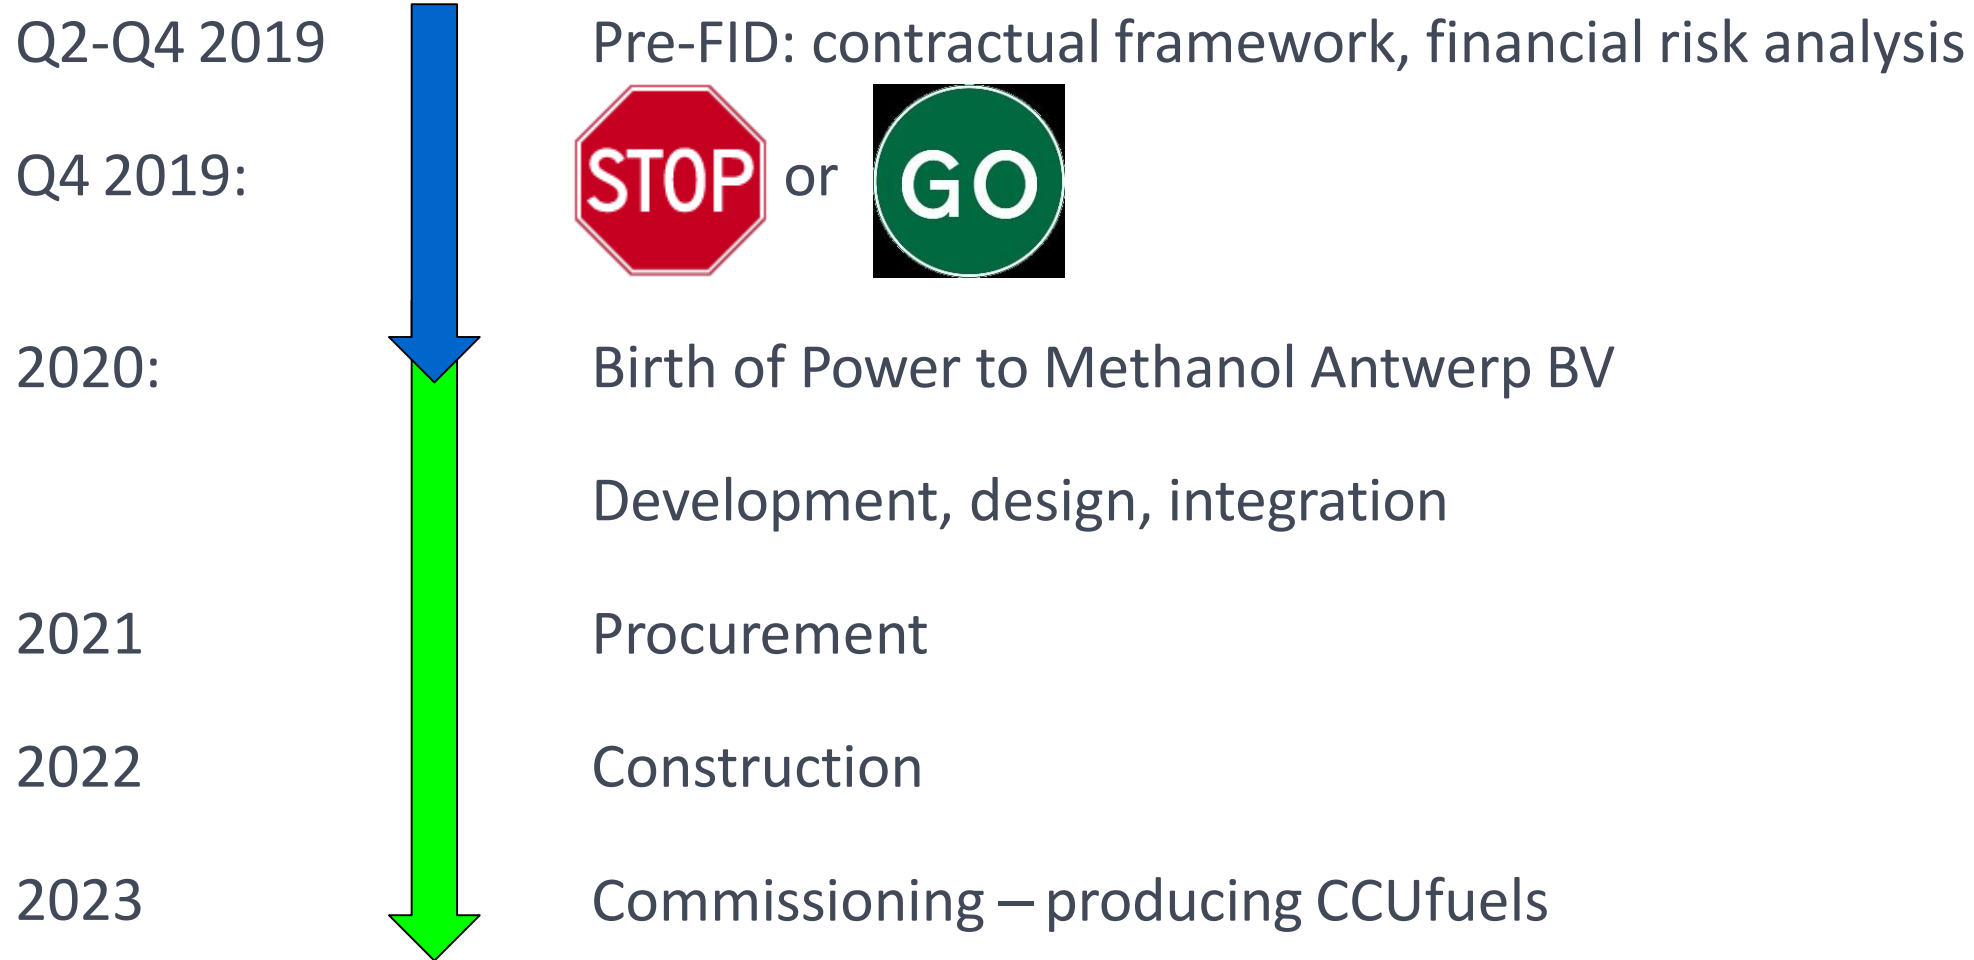 Q2-Q4 2019 Pre-FID: contractual framework, financial risk analysis
Q4 2019: STOP or GO
2020: Birth of Power to Methanol Antwerp BV
Development, design, integration
2021 Procurement
2022 Construction
2023 Commissioning – producing CCUfuels